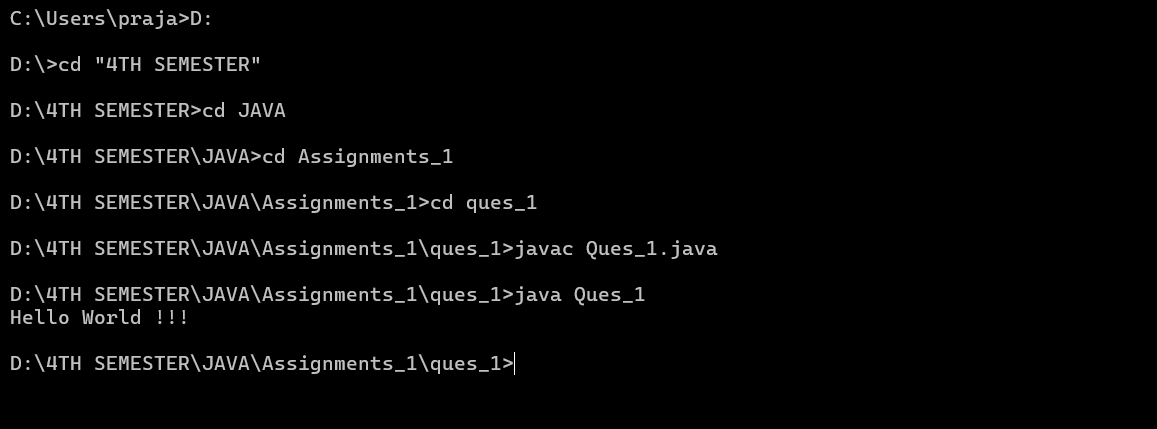 C:\Users\praja>D:
D:\>cd "4TH SEMESTER"
D:\4TH SEMESTER>cd JAVA
D:\4TH SEMESTER\JAVA>cd Assignments_1
D:\4TH SEMESTER\JAVA\Assignments_1>cd ques_1
D:\4TH SEMESTER\JAVA\Assignments_1\ques_1>javac Ques_1.java
D:\4TH SEMESTER\JAVA\Assignments_1\ques_1>java Ques_1
Hello World !!!
D:\4TH SEMESTER\JAVA\Assignments_1\ques_1>